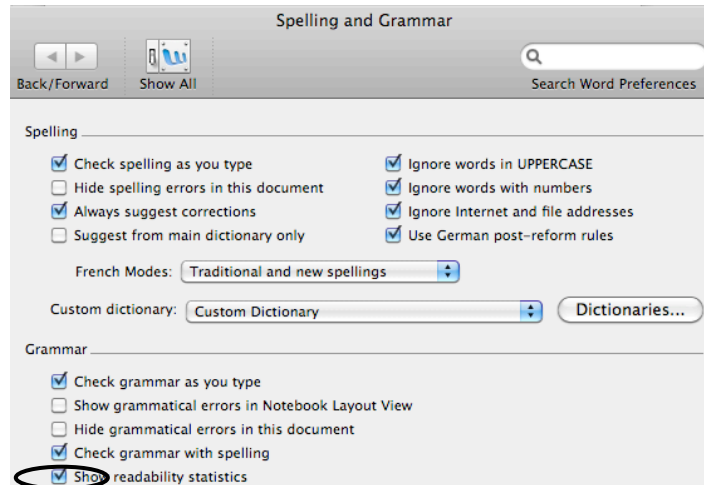 Spelling and Grammar
Back/Forward Show All Search Word Preferences
Spelling
Check spelling as you type
Hide spelling errors in this document
Always suggest corrections
Suggest from main dictionary only
Ignore words in UPPERCASE
Ignore words with numbers
Ignore Internet and file addresses
Use German post-reform rules
French Modes: Traditional and new spellings
Custom dictionary: Custom Dictionary Dictionaries...
Grammar
Check grammar as you type
Show grammatical errors in Notebook Layout View
Hide grammatical errors in this document
Check grammar with spelling
Show readability statistics